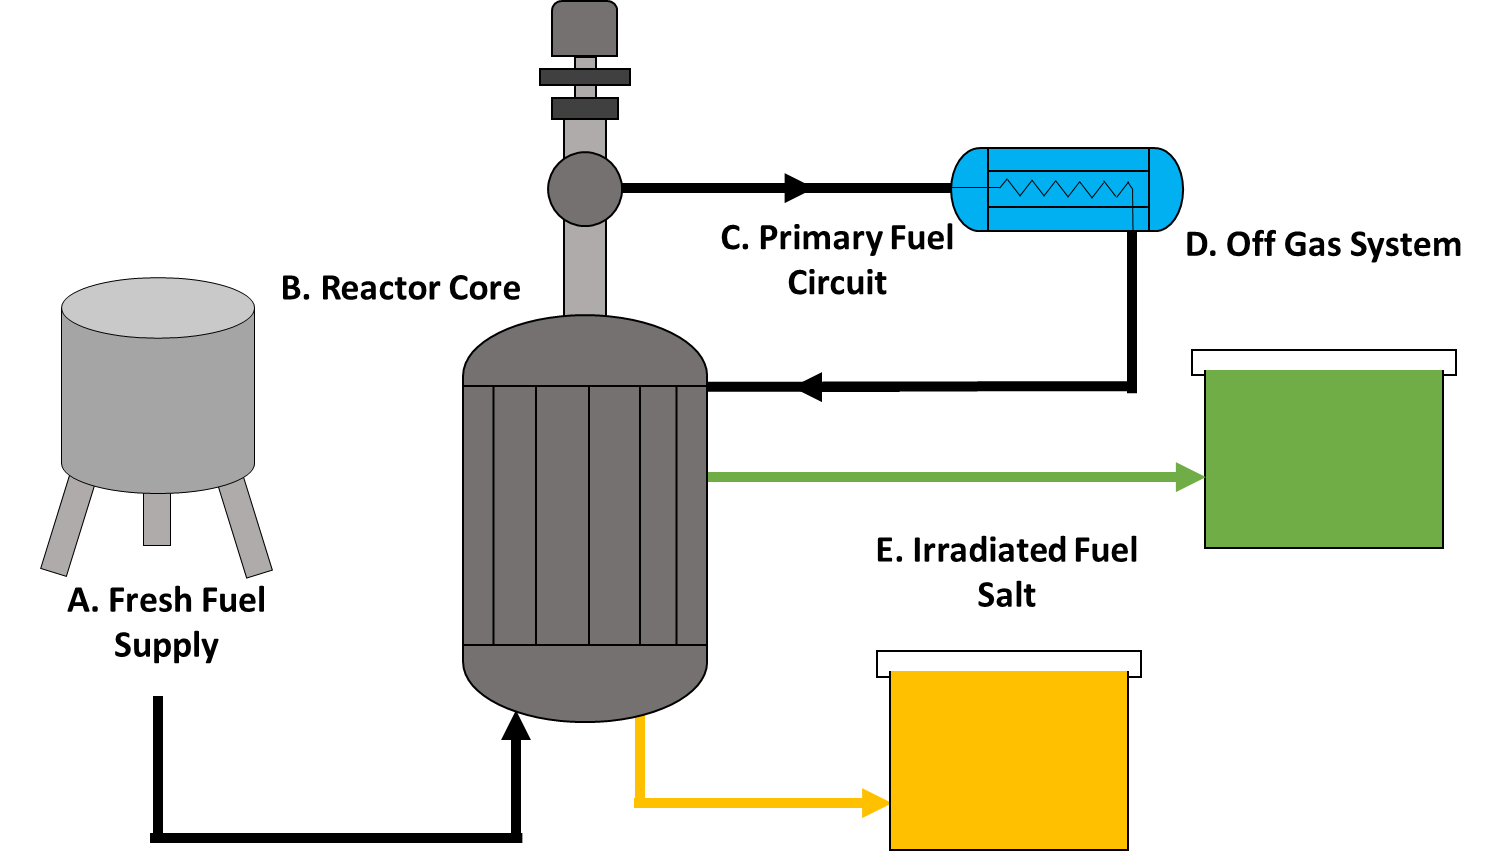 C. Primary Fuel
Circuit
D. Off Gas System
B. Reactor Core
E. Irradiated Fuel
Salt
A. Fresh Fuel
Supply